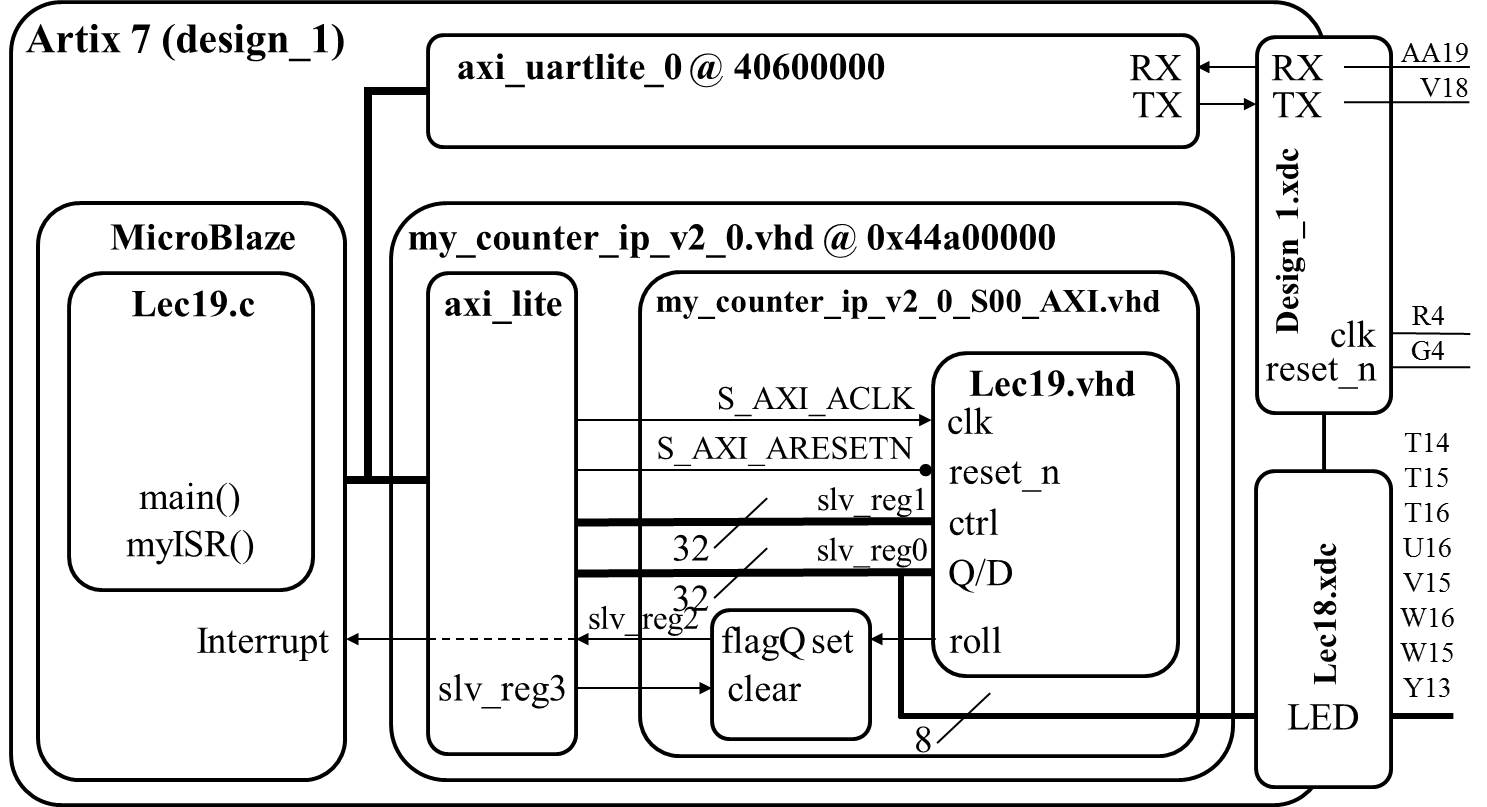 Artix 7 (design_1)
axi_uartlite_0 @ 40600000
RX
TX
RX
TX
AA19
V18
Design_1.xdc
clk
reset_n
R4
G4
MicroBlaze
Lec19.c
main()
myISR()
Interrupt
my_counter_ip_v2_0.vhd @ 0x44a00000
axi_lite
slv_reg3
my_counter_ip_v2_0_S00_AXI.vhd
S_AXI_ACLK
S_AXI_ARESETN
slv_reg1
32
slv_reg0
32
slv_reg2
Lec19.vhd
clk
reset_n
ctrl
Q/D
roll
flagQ set
clear
8
Lec18.xdc
LED
T14
T15
T16
U16
V15
W16
W15
Y13